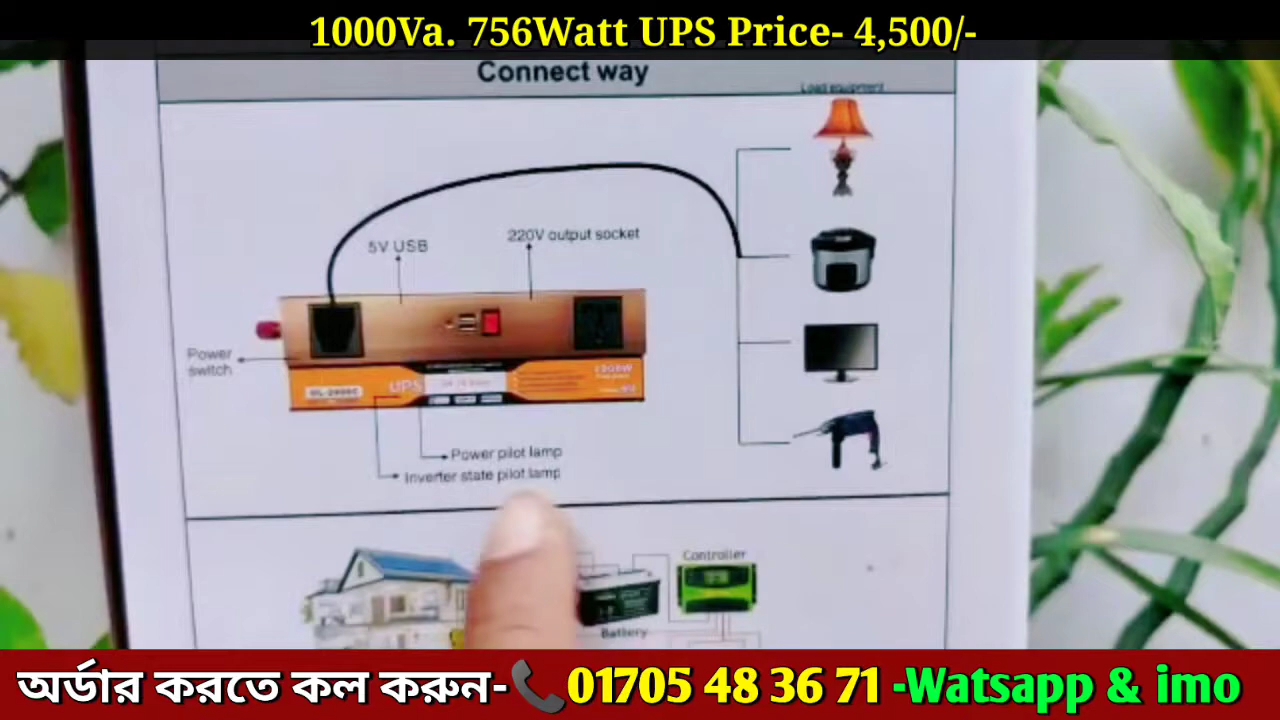 1000Va. 756Watt UPS Price- 4,500/-
Connect way
Load equipment
5V USB
220V output socket
Power
switch
UPS
Power pilot lamp
Inverter state pilot lamp
Controller
Battery
অর্ডার করতে কল করুন-📞01705 48 36 71 -Watsapp & imo